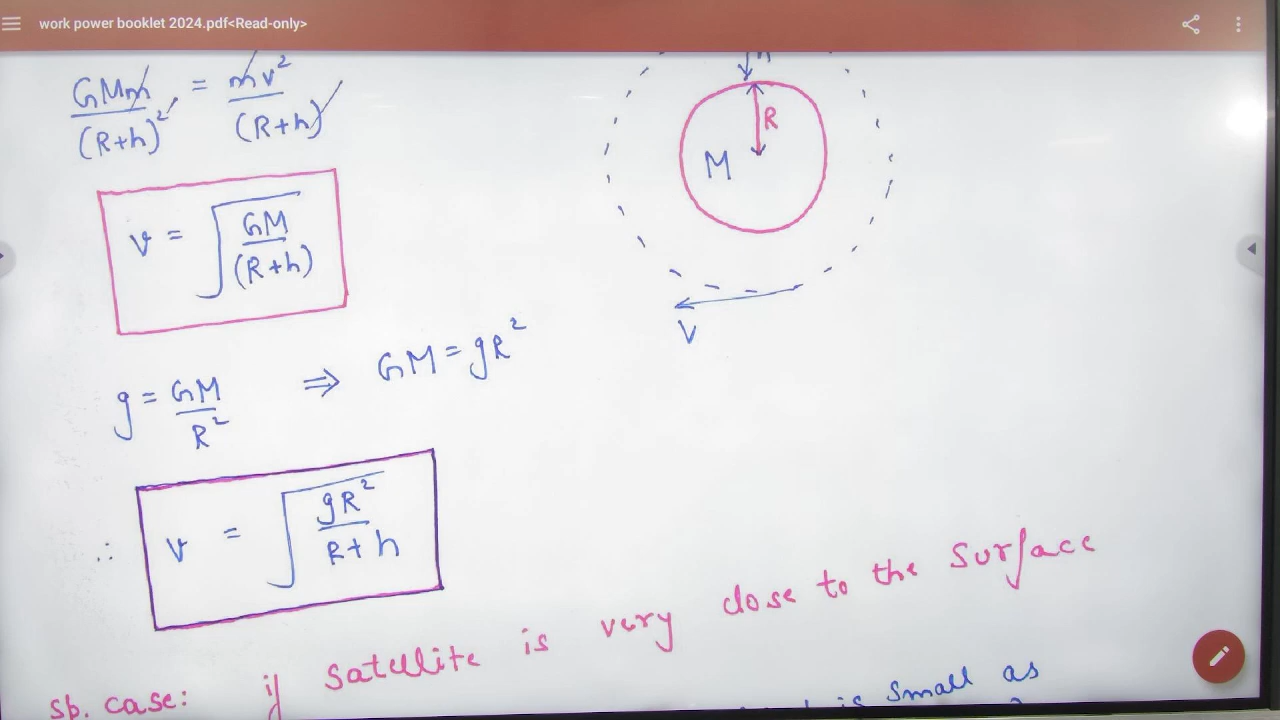 work power booklet 2024.pdf<Read-only>
GMm/(R+h)² = mv²/(R+h)
h
R
M
v = √(GM/(R+h))
V
g = GM/R² ⇒ GM = gR²
∴ v = √(gR²/(R+h))
Sp. case: if satellite is very close to the surface
is small as